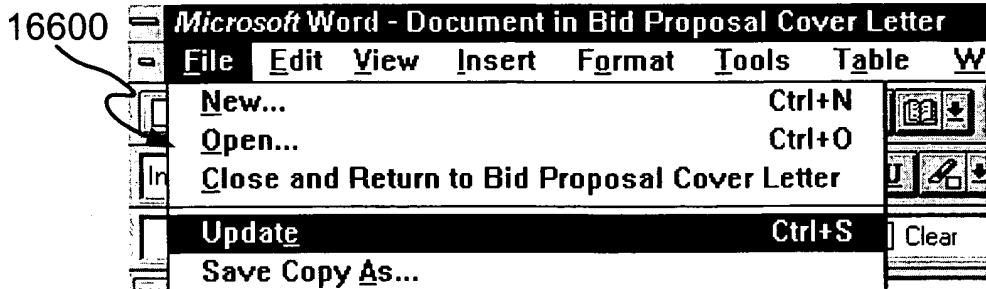 16600
Microsoft Word - Document in Bid Proposal Cover Letter
File Edit View Insert Format Tools Table W
New... Ctrl+N
Open... Ctrl+O
In
Close and Return to Bid Proposal Cover Letter
U
Update Ctrl+S
Clear
Save Copy As...